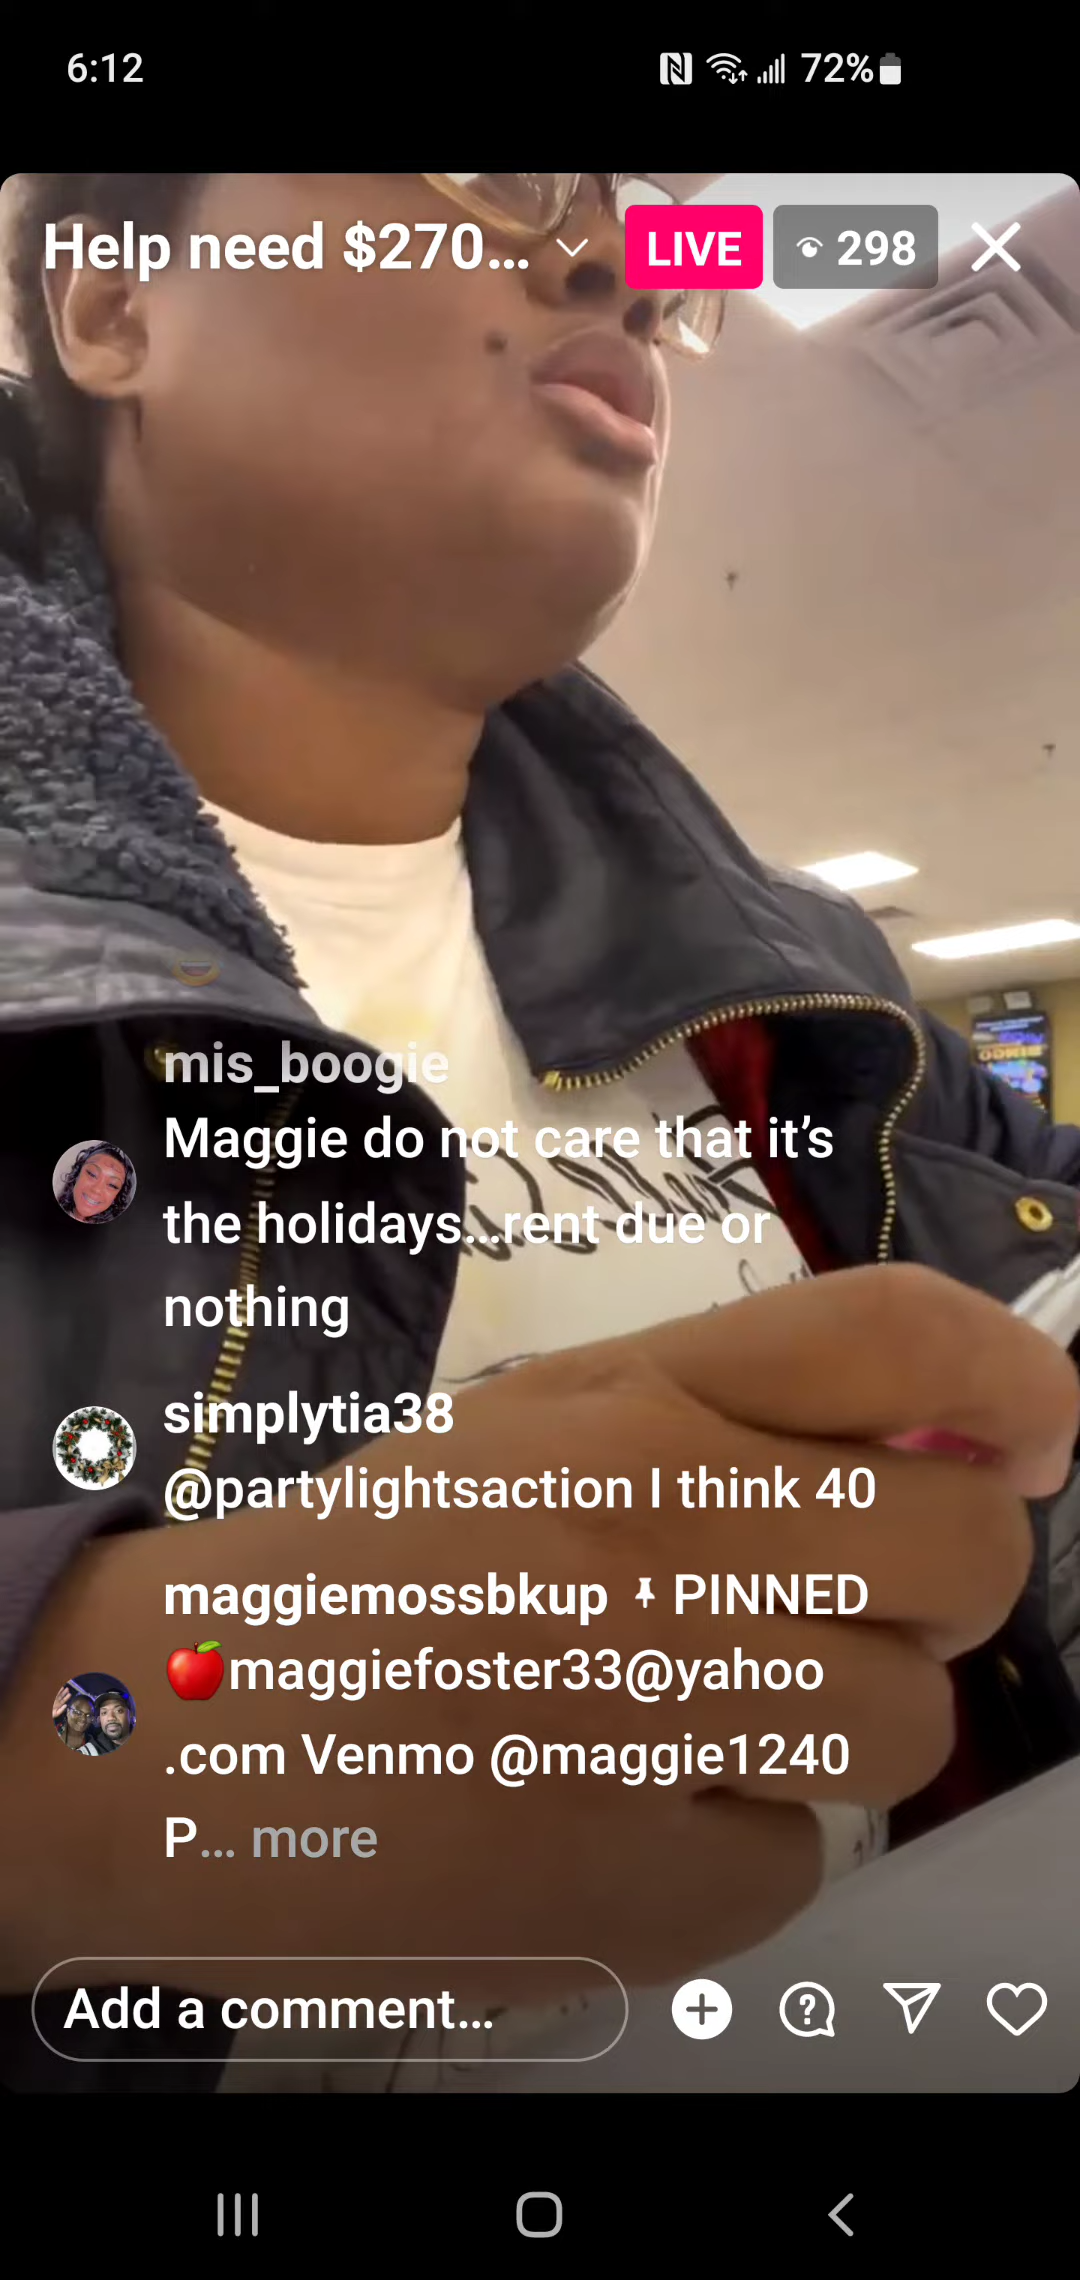 6:12
72%
Help need $270...
LIVE
298
BINGO
mis_boogie
Maggie do not care that it’s
the holidays...rent due or
nothing
simplytia38
@partylightsaction I think 40
maggiemossbkup PINNED
🍎maggiefoster33@yahoo
.com Venmo @maggie1240
P... more
Add a comment...